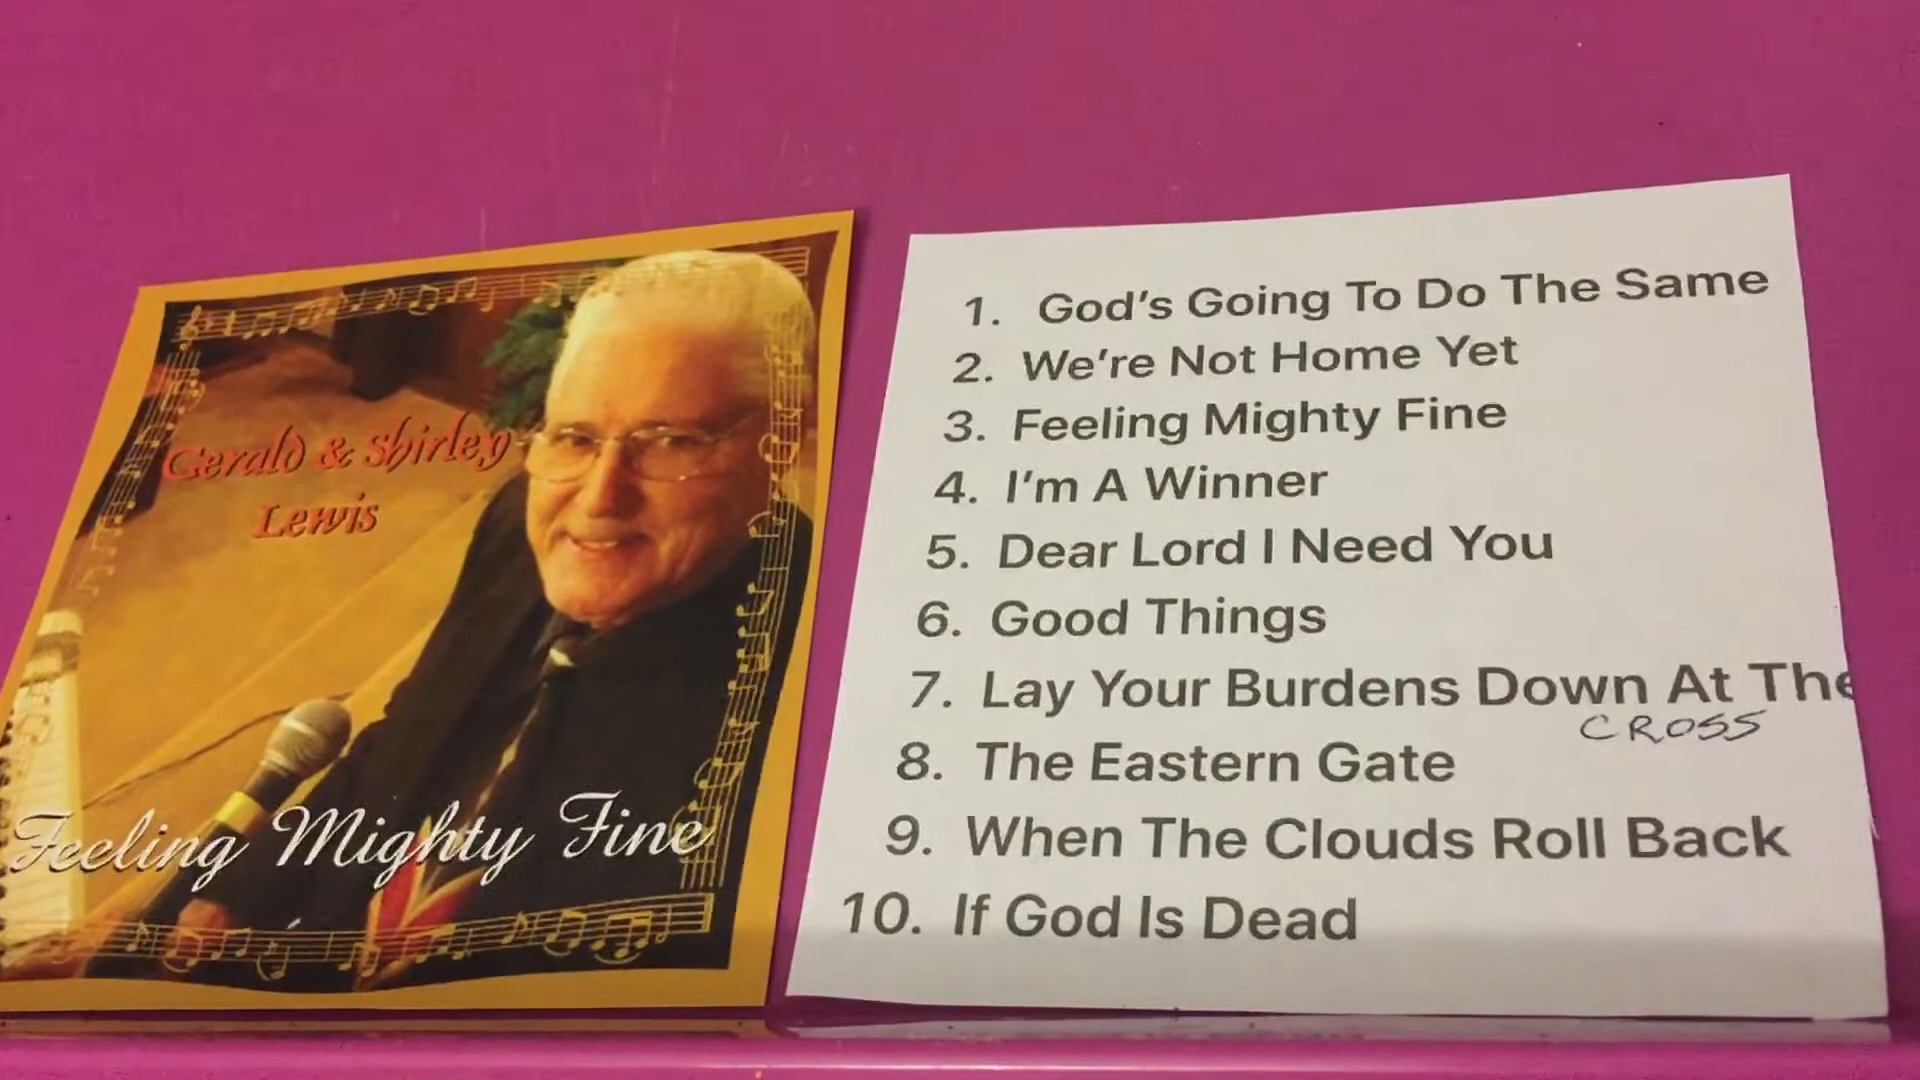 Gerald & Shirley
Lewis
Feeling Mighty Fine
1. God's Going To Do The Same
2. We're Not Home Yet
3. Feeling Mighty Fine
4. I'm A Winner
5. Dear Lord I Need You
6. Good Things
7. Lay Your Burdens Down At The
CROSS
8. The Eastern Gate
9. When The Clouds Roll Back
10. If God Is Dead